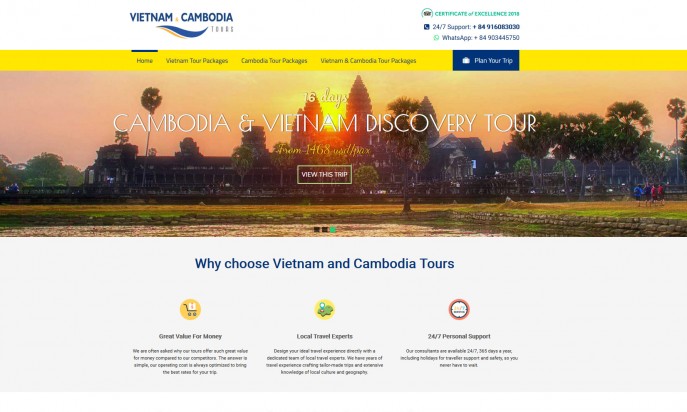 VIETNAM & CAMBODIA
TOURS
CERTIFICATE of EXCELLENCE 2018
24/7 Support: + 84 916083030
WhatsApp: + 84 903445750
Home
Vietnam Tour Packages
Cambodia Tour Packages
Vietnam & Cambodia Tour Packages
Plan Your Trip
16 days
CAMBODIA & VIETNAM DISCOVERY TOUR
From 1468 usd/pax
VIEW THIS TRIP
Why choose Vietnam and Cambodia Tours
Great Value For Money
We are often asked why our tours offer such great value
for money compared to our competitors. The answer is
simple, our operating cost is always optimized to bring
the best rates for your trip.
Local Travel Experts
Design your ideal travel experience directly with a
dedicated team of local travel experts. We have years of
travel experience crafting tailor-made trips and extensive
knowledge of local culture and geography.
24/7 Personal Support
Our consultants are available 24/7, 365 days a year,
including holidays for traveller support and safety, so
you never have to wait.